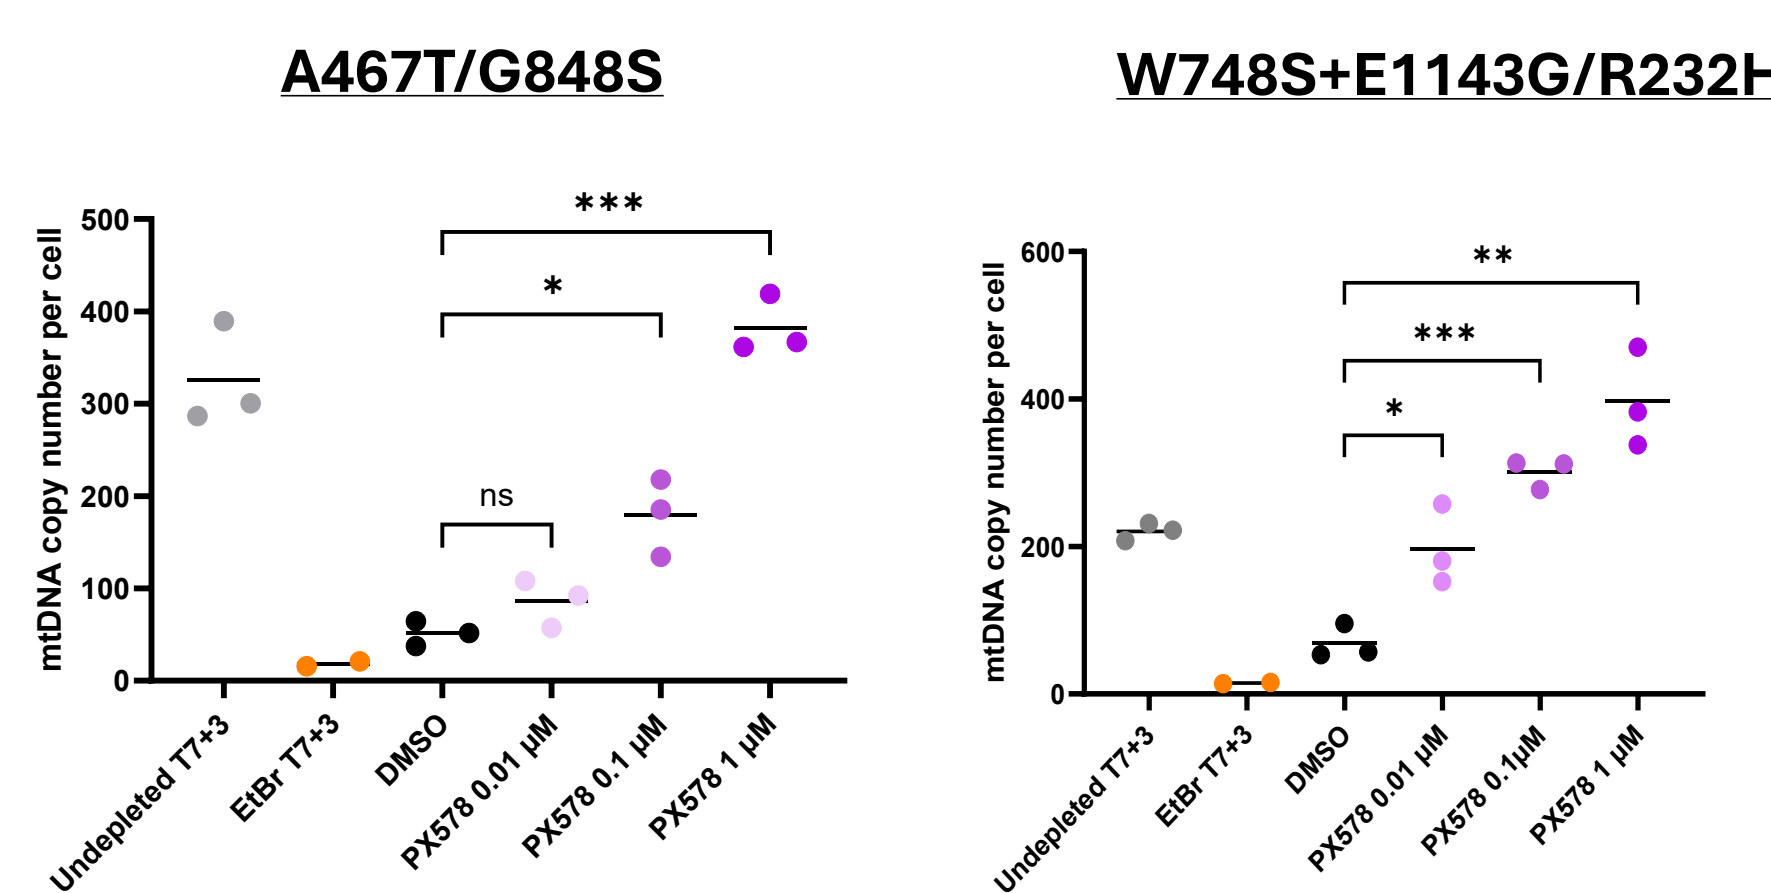 A467T/G848S
mtDNA copy number per cell
500
400
300
200
100
0
***
*
ns
Undepleted T7+3
EtBr T7+3
DMSO
PX578 0.01 µM
PX578 0.1 µM
PX578 1 µM
W748S+E1143G/R232H
mtDNA copy number per cell
600
400
200
0
**
***
*
Undepleted T7+3
EtBr T7+3
DMSO
PX578 0.01 µM
PX578 0.1µM
PX578 1 µM